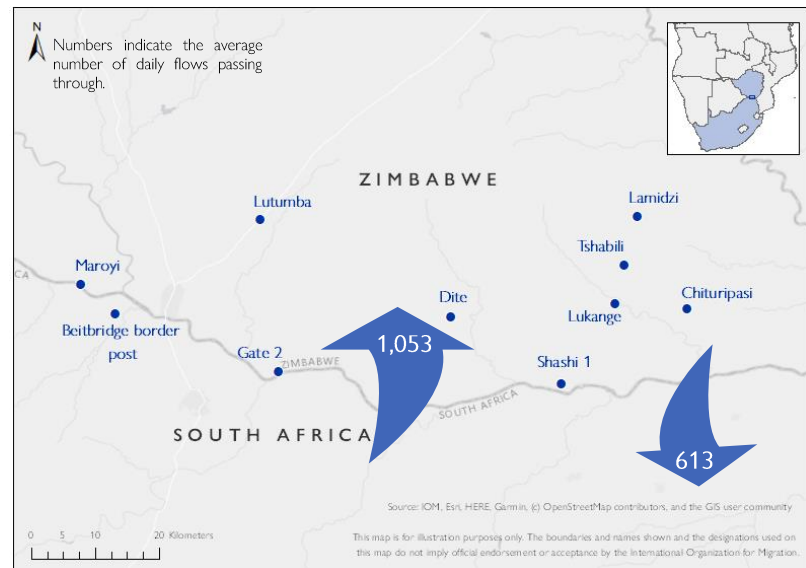 N
Numbers indicate the average
number of daily flows passing
through.
ZIMBABWE
Lutumba
Lamidzi
Tshabili
Maroyi
CA
Dite
Chituripasi
Lukange
Beitbridge border
post
1,053
Gate 2
ZIMBABWE
Shashi 1
SOUTH AFRICA
SOUTH AFRICA
613
Source: IOM, Esri, HERE, Garmin, (c) OpenStreetMap contributors, and the GIS user community
0 5 10 20 Kilometers
This map is for illustration purposes only. The boundaries and names shown and the designations used on
this map do not imply official endorsement or acceptance by the International Organization for Migration.